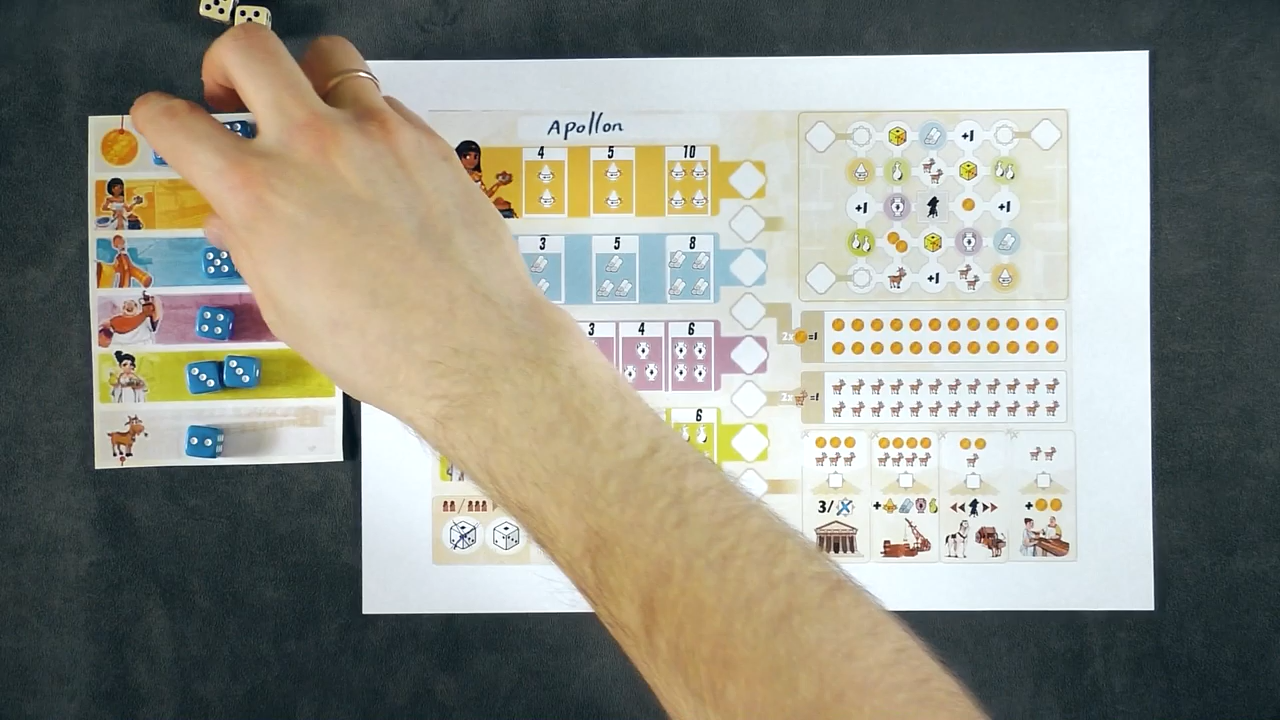 Apollon
4 5 10
3 5 8
3 4 6
6
+1
+1 +1
+1
2x =1
2x =1
3/ + +